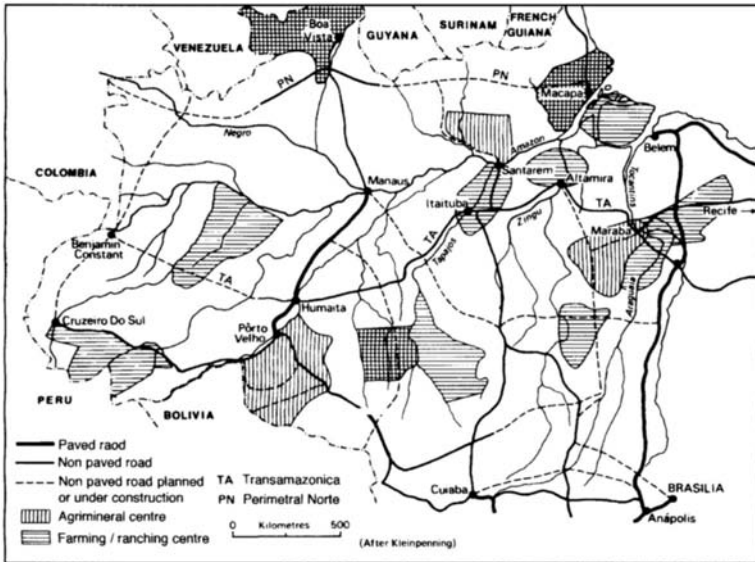 Boa
Vista
VENEZUELA
GUYANA
SURINAM
FRENCH
GUIANA
PN
PN
Macapa
Negro
Amazon
Belem
COLOMBIA
Manaus
Santarem
Altamira
Tocantins
Itaituba
TA
Recife
Benjamin
Constant
TA
TA
Tapajos
Zingu
Maraba
Humaita
Cruzeiro Do Sul
Pôrto
Velho
PERU
BOLIVIA
Paved raod
Non paved road
Non paved road planned
or under construction
Agrimineral centre
Farming / ranching centre
TA Transamazonica
PN Perimetral Norte
0 Kilometres 500
(After Kleinpenning)
Cuiaba
BRASILIA
Anápolis